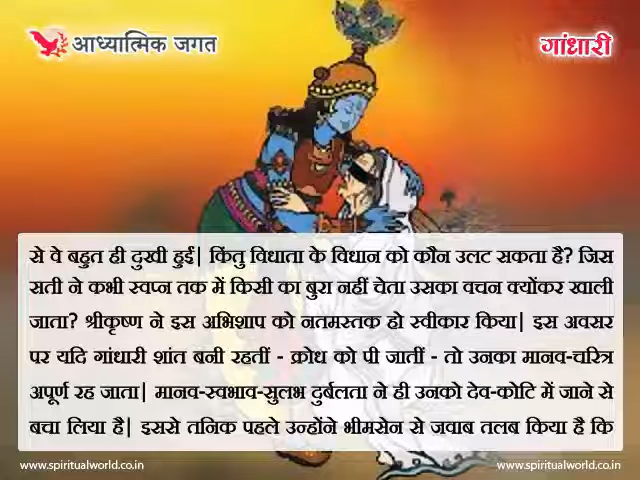 आध्यात्मिक जगत
गांधारी
से वे बहुत ही दुखी हुई| किंतु विधाता के विधान को कौन उलट सकता है? जिस
सती ने कभी स्वप्न तक में किसी का बुरा नहीं चेता उसका वचन क्योंकर खाली
जाता? श्रीकृष्ण ने इस अभिशाप को नतमस्तक हो स्वीकार किया| इस अवसर
पर यदि गांधारी शांत बनी रहतीं - क्रोध को पी जातीं - तो उनका मानव-चरित्र
अपूर्ण रह जाता| मानव-स्वभाव-सुलभ दुर्बलता ने ही उनको देव-कोटि में जाने से
बचा लिया है| इससे तनिक पहले उन्होंने भीमसेन से जवाब तलब किया है कि
www.spiritualworld.co.in
www.spiritualworld.co.in